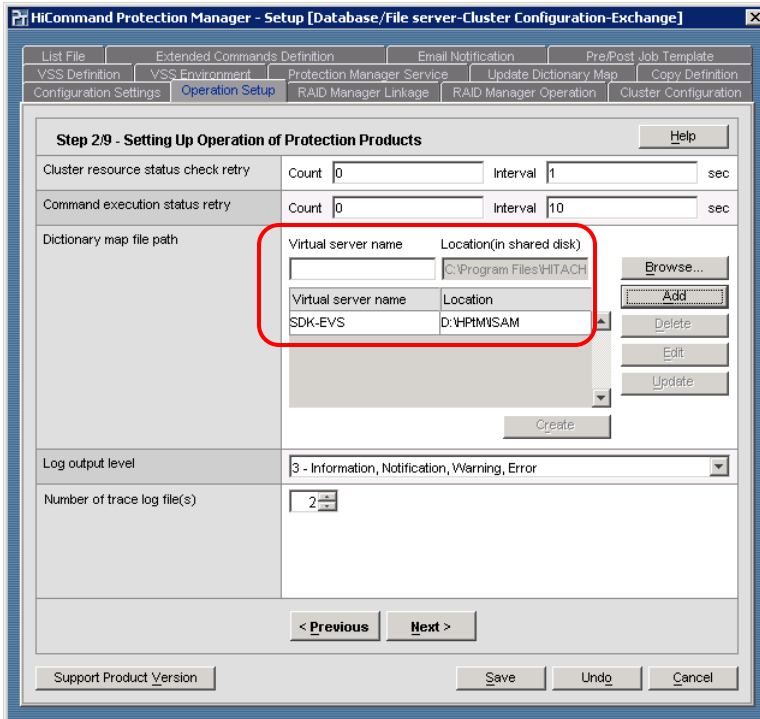 HiCommand Protection Manager - Setup [Database/File server-Cluster Configuration-Exchange]
List File Extended Commands Definition Email Notification Pre/Post Job Template
VSS Definition VSS Environment Protection Manager Service Update Dictionary Map Copy Definition
Configuration Settings Operation Setup RAID Manager Linkage RAID Manager Operation Cluster Configuration
Step 2/9 - Setting Up Operation of Protection Products Help
Cluster resource status check retry Count 0 Interval 1 sec
Command execution status retry Count 0 Interval 10 sec
Dictionary map file path Virtual server name Location(in shared disk)
C:\Program Files\HITACH Browse...
Virtual server name Location Add
SDK-EVS D:\HPtM\ISAM Delete
Edit
Update
Create
Log output level 3 - Information, Notification, Warning, Error
Number of trace log file(s) 2
< Previous Next >
Support Product Version Save Undo Cancel